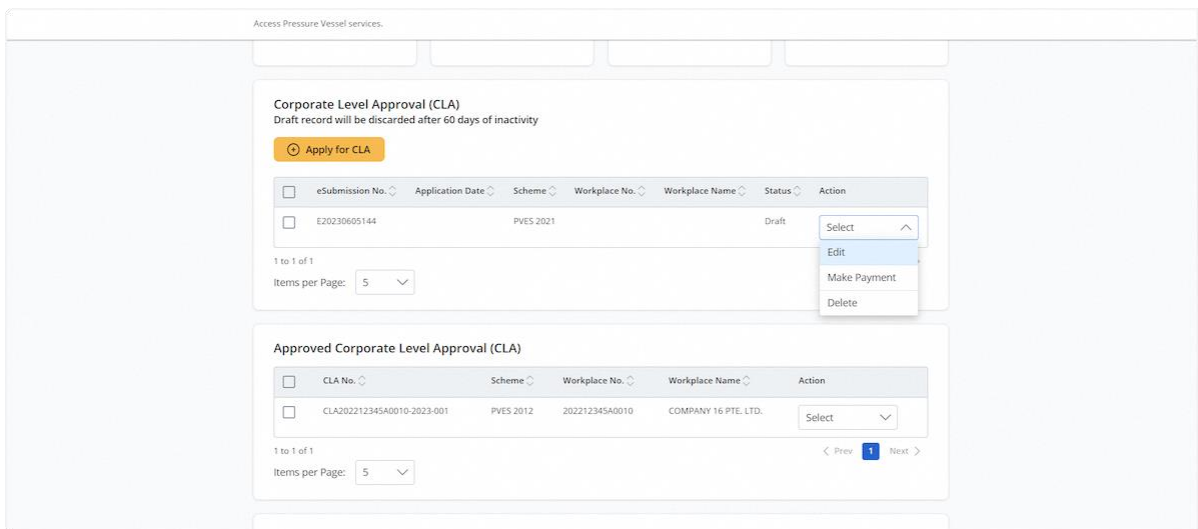 Access Pressure Vessel services.
Corporate Level Approval (CLA)
Draft record will be discarded after 60 days of inactivity
Apply for CLA
eSubmission No. Application Date Scheme Workplace No. Workplace Name Status Action
E20230605144 PVES 2021 Draft Select
Edit
1 to 1 of 1
Items per Page: 5
Make Payment
Delete
Approved Corporate Level Approval (CLA)
CLA No. Scheme Workplace No. Workplace Name Action
CLA202212345A0010-2023-001 PVES 2012 202212345A0010 COMPANY 16 PTE. LTD. Select
1 to 1 of 1 Prev 1 Next
Items per Page: 5